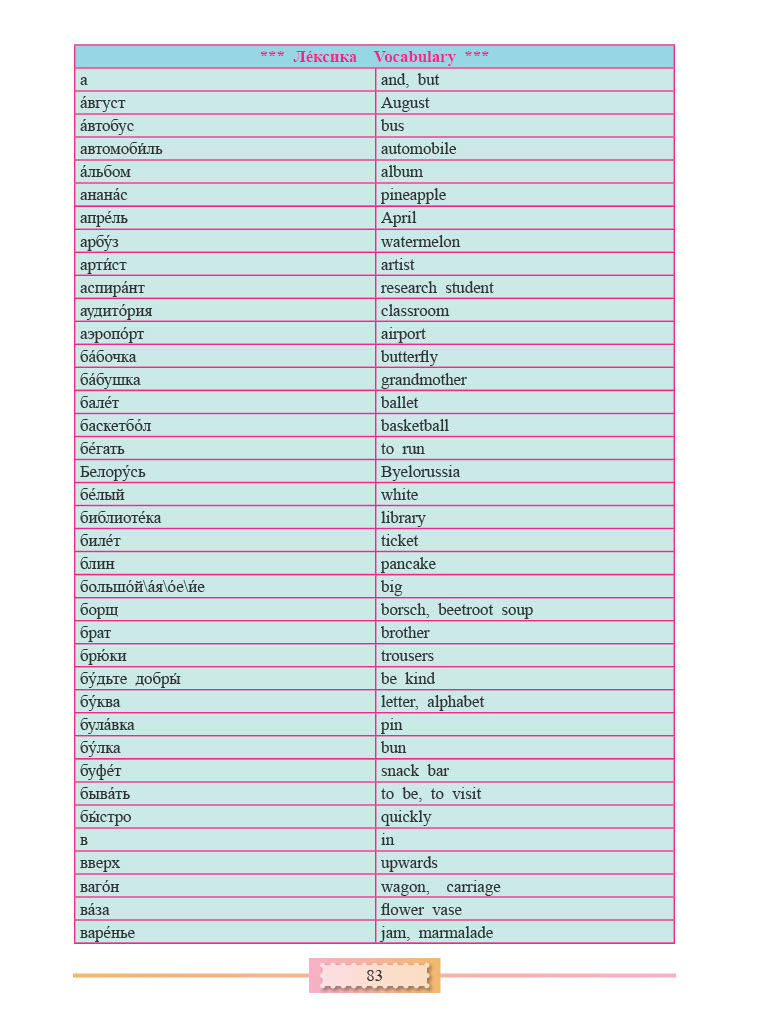 *** Ле́ксика Vocabulary ***
а and, but
а́вгуст August
а́втобус bus
автомоби́ль automobile
а́льбом album
анана́с pineapple
апре́ль April
арбу́з watermelon
арти́ст artist
аспира́нт research student
аудито́рия classroom
аэропо́рт airport
ба́бочка butterfly
ба́бушка grandmother
бале́т ballet
баскетбо́л basketball
бе́гать to run
Белору́сь Byelorussia
бе́лый white
библиоте́ка library
биле́т ticket
блин pancake
большо́й\а́я\о́е\и́е big
борщ borsch, beetroot soup
брат brother
брю́ки trousers
бу́дьте добры́ be kind
бу́ква letter, alphabet
була́вка pin
бу́лка bun
буфе́т snack bar
быва́ть to be, to visit
бы́стро quickly
в in
вверх upwards
ваго́н wagon, carriage
ва́за flower vase
варе́нье jam, marmalade
83